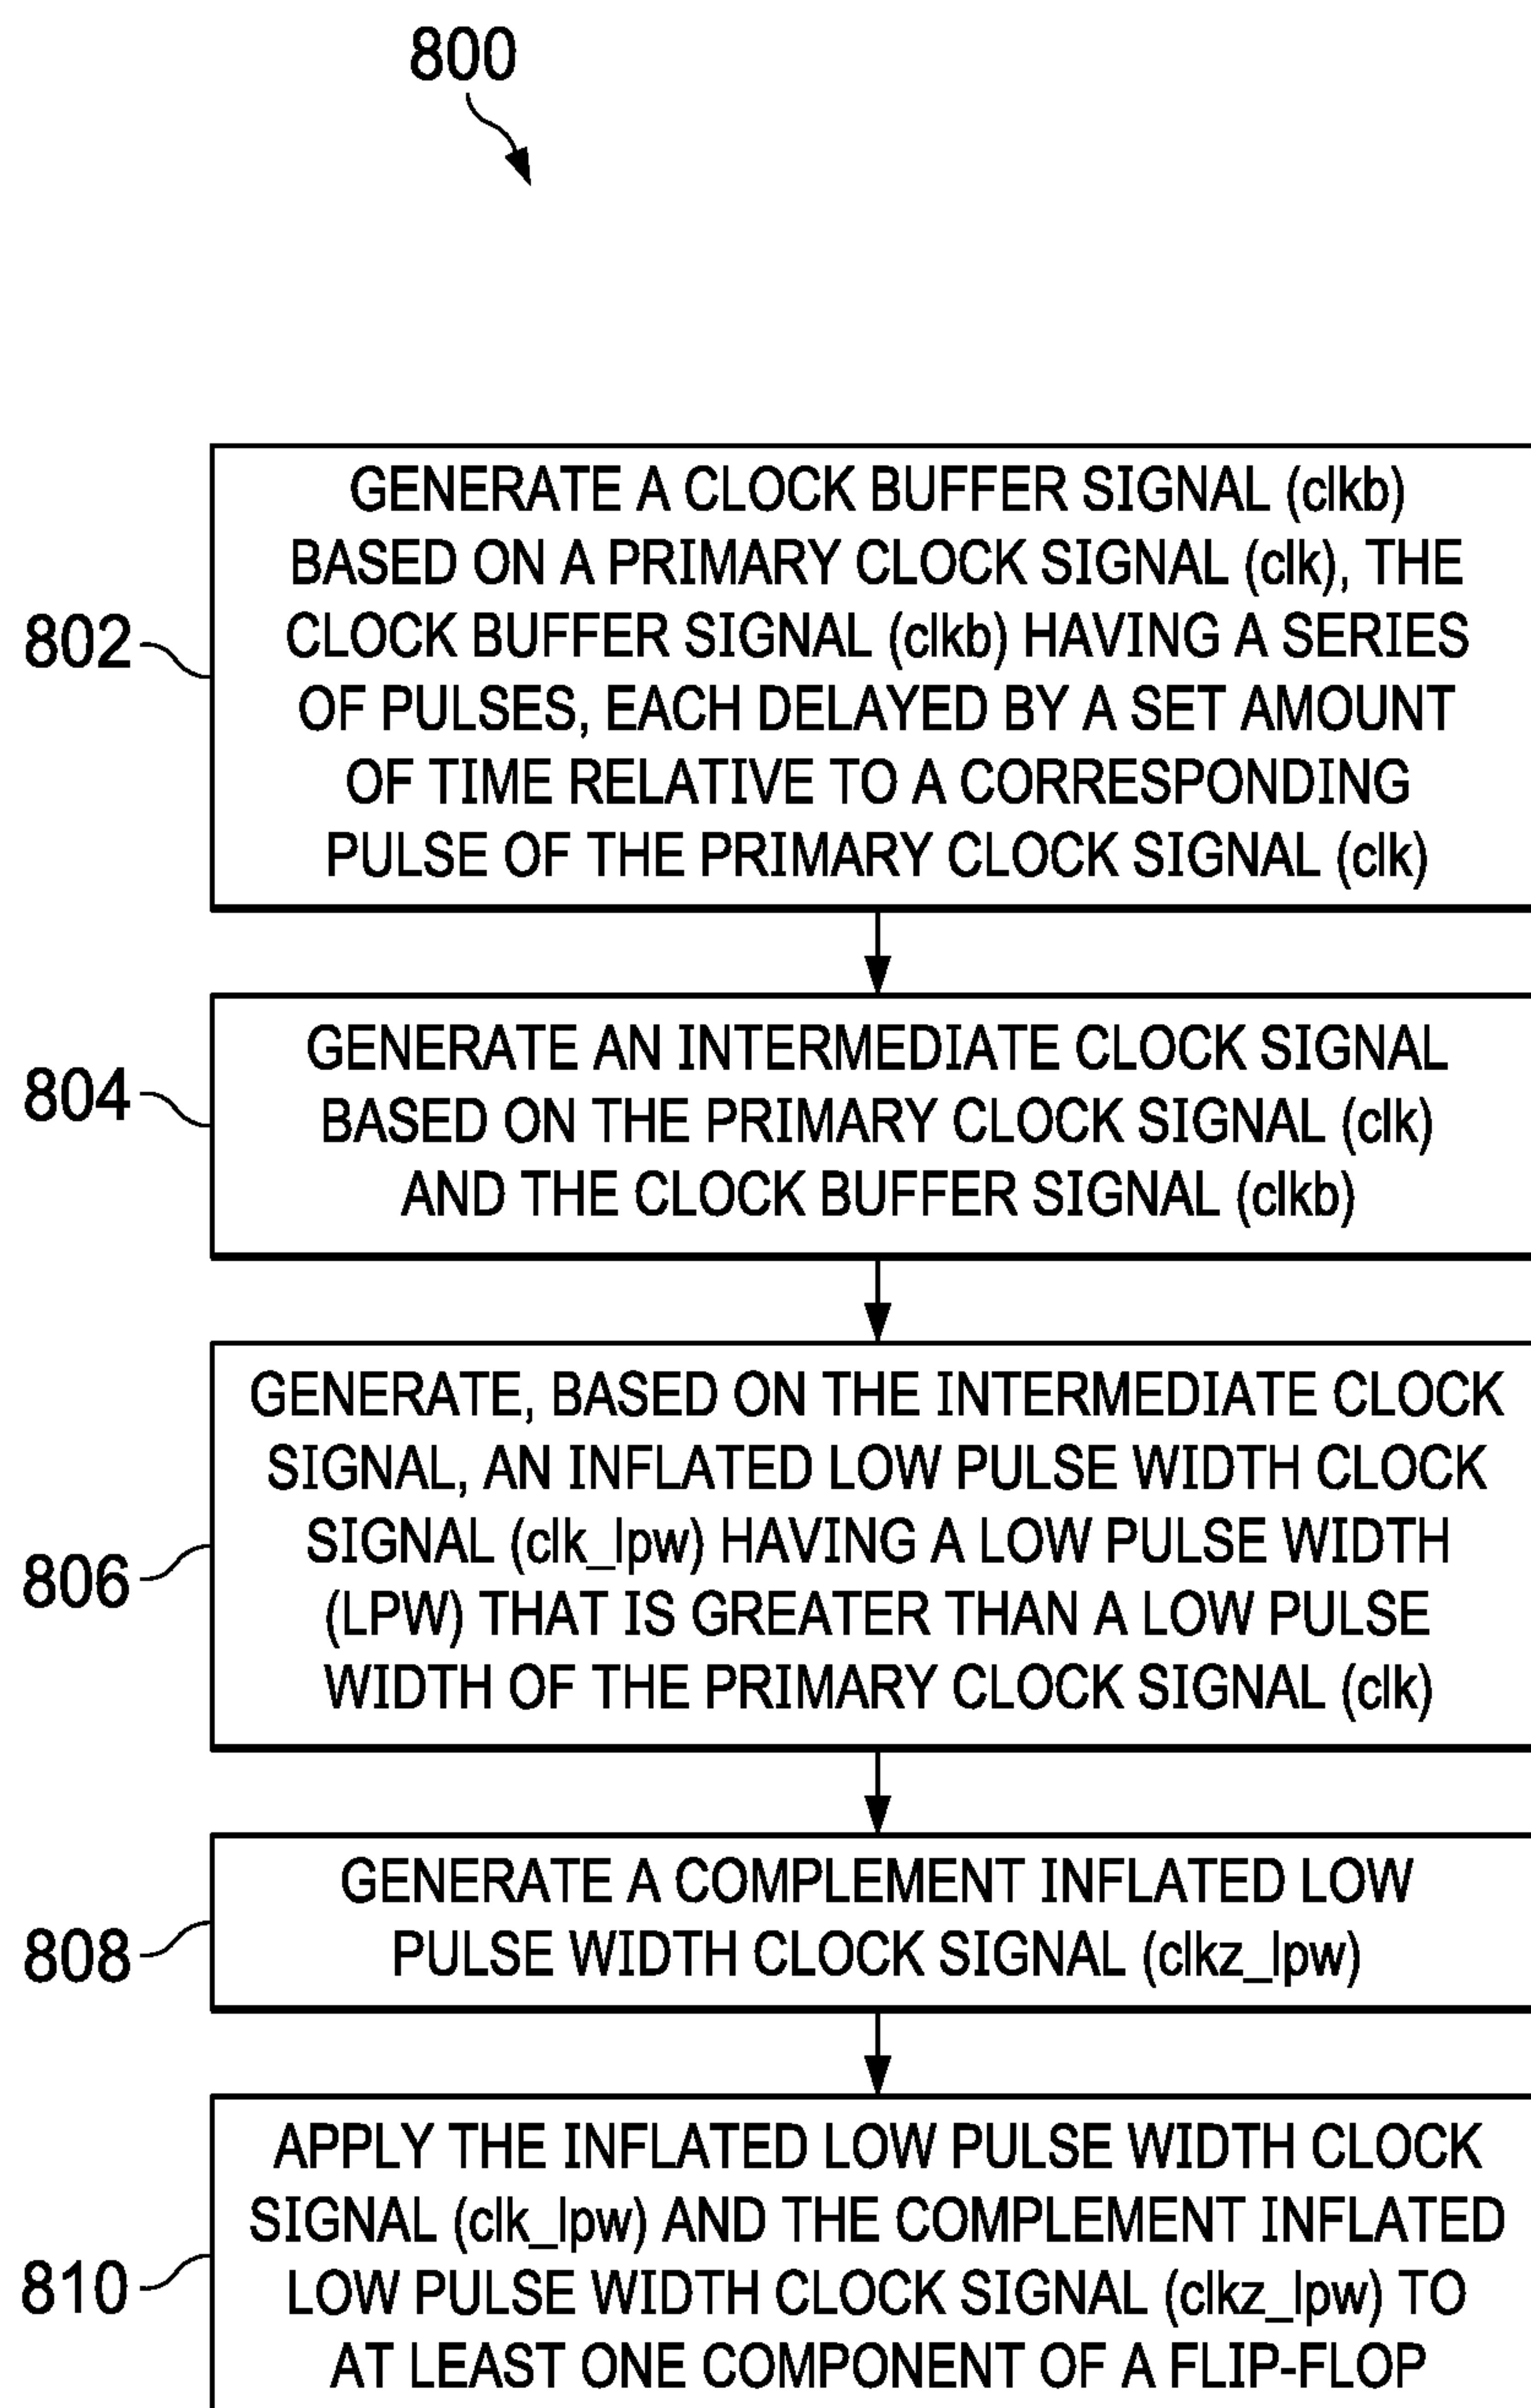 800
802
GENERATE A CLOCK BUFFER SIGNAL (clkb)
BASED ON A PRIMARY CLOCK SIGNAL (clk), THE
CLOCK BUFFER SIGNAL (clkb) HAVING A SERIES
OF PULSES, EACH DELAYED BY A SET AMOUNT
OF TIME RELATIVE TO A CORRESPONDING
PULSE OF THE PRIMARY CLOCK SIGNAL (clk)
804
GENERATE AN INTERMEDIATE CLOCK SIGNAL
BASED ON THE PRIMARY CLOCK SIGNAL (clk)
AND THE CLOCK BUFFER SIGNAL (clkb)
806
GENERATE, BASED ON THE INTERMEDIATE CLOCK
SIGNAL, AN INFLATED LOW PULSE WIDTH CLOCK
SIGNAL (clk_lpw) HAVING A LOW PULSE WIDTH
(LPW) THAT IS GREATER THAN A LOW PULSE
WIDTH OF THE PRIMARY CLOCK SIGNAL (clk)
808
GENERATE A COMPLEMENT INFLATED LOW
PULSE WIDTH CLOCK SIGNAL (clkz_lpw)
810
APPLY THE INFLATED LOW PULSE WIDTH CLOCK
SIGNAL (clk_lpw) AND THE COMPLEMENT INFLATED
LOW PULSE WIDTH CLOCK SIGNAL (clkz_lpw) TO
AT LEAST ONE COMPONENT OF A FLIP-FLOP